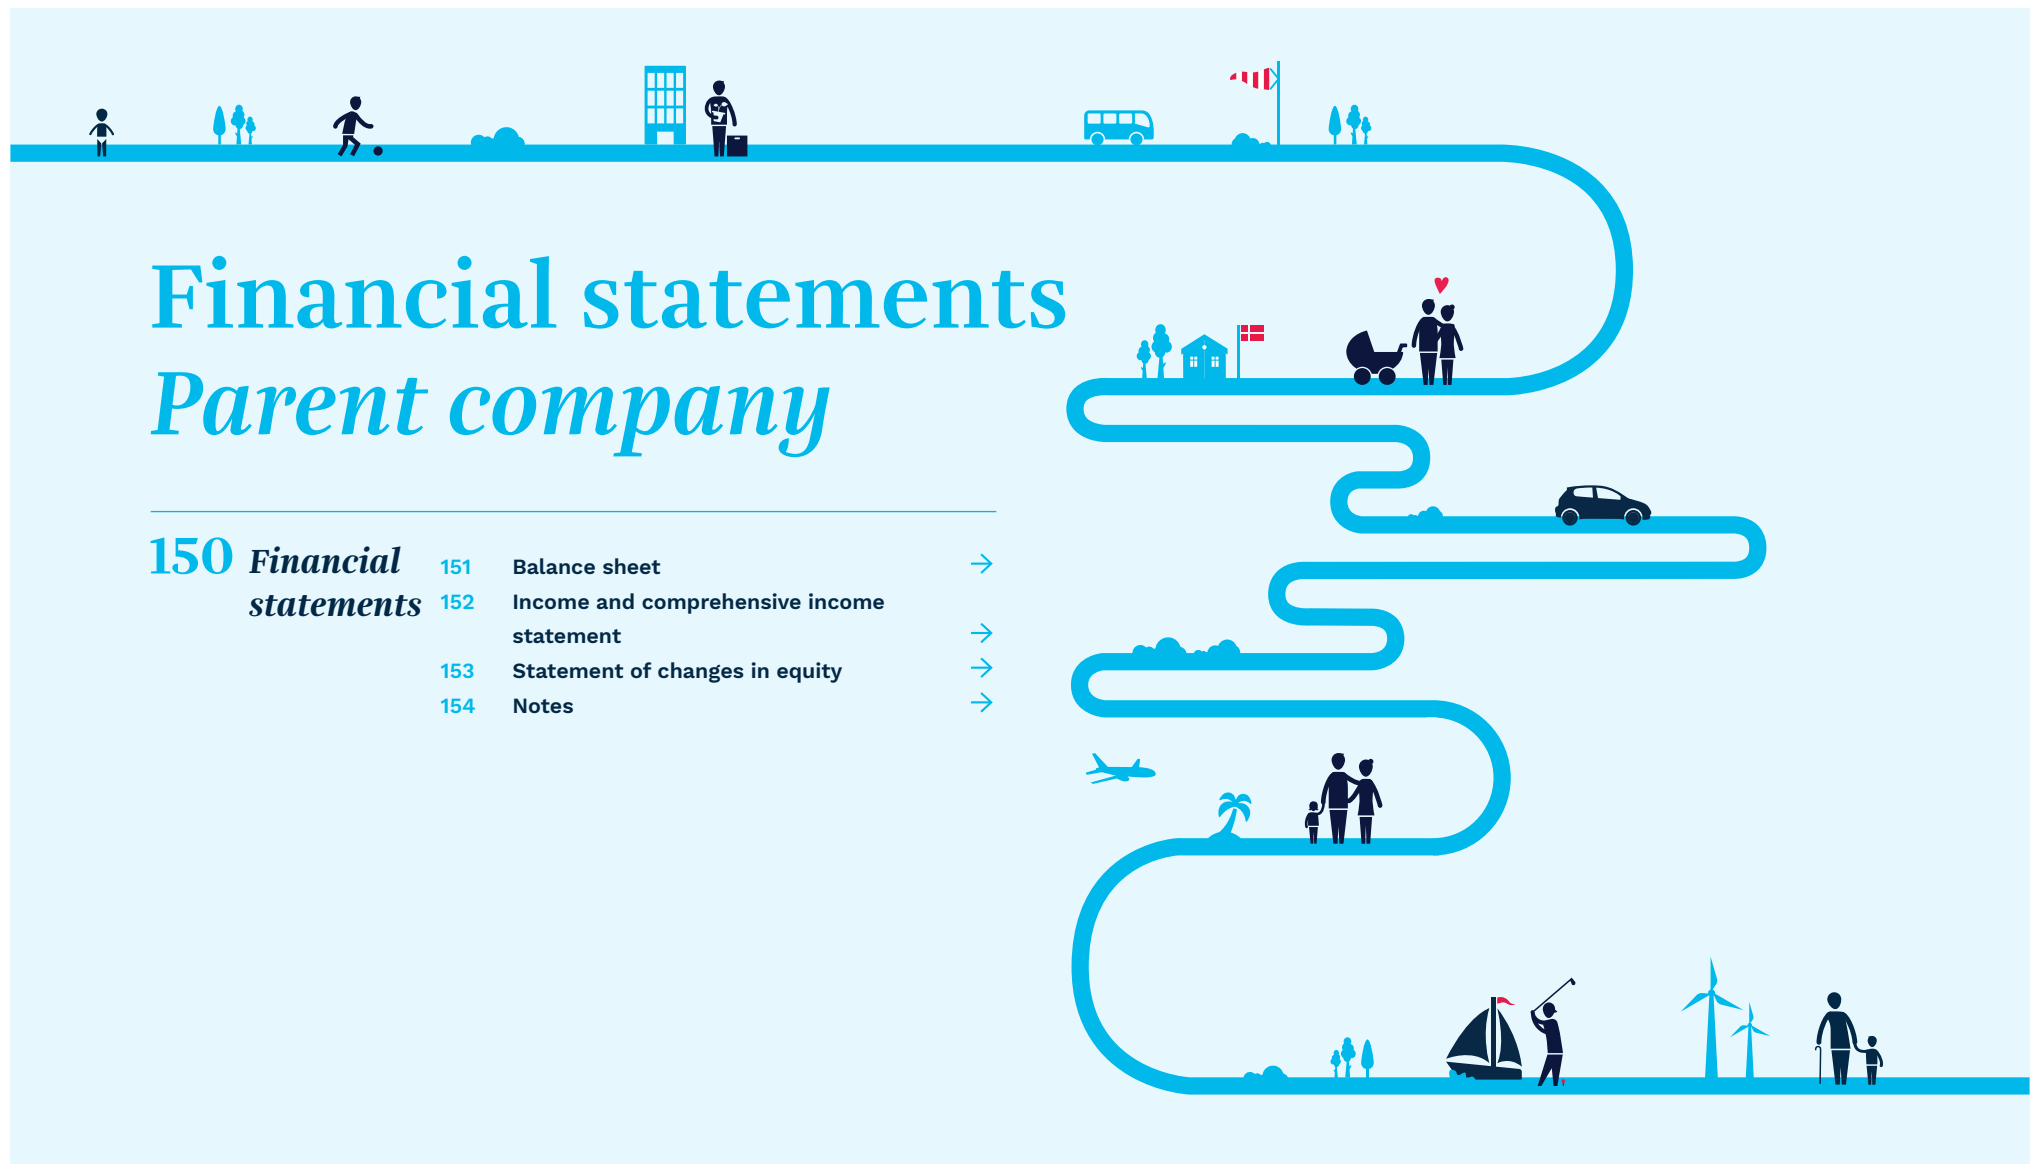 Financial statements
Parent company
150 Financial
statements
151 Balance sheet
152 Income and comprehensive income
statement
153 Statement of changes in equity
154 Notes